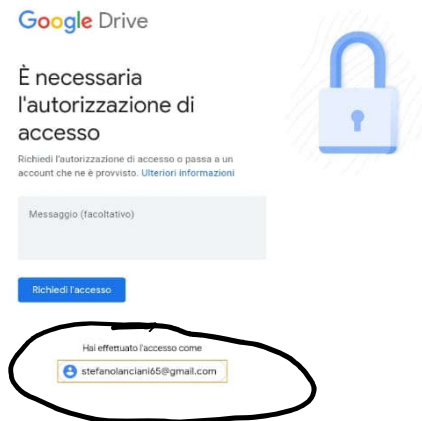 Google Drive
È necessaria
l'autorizzazione di
accesso
Richiedi l'autorizzazione di accesso o passa a un
account che ne è provvisto. Ulteriori informazioni
Messaggio (facoltativo)
Richiedi l'accesso
Hai effettuato l'accesso come
stefanolanciani65@gmail.com